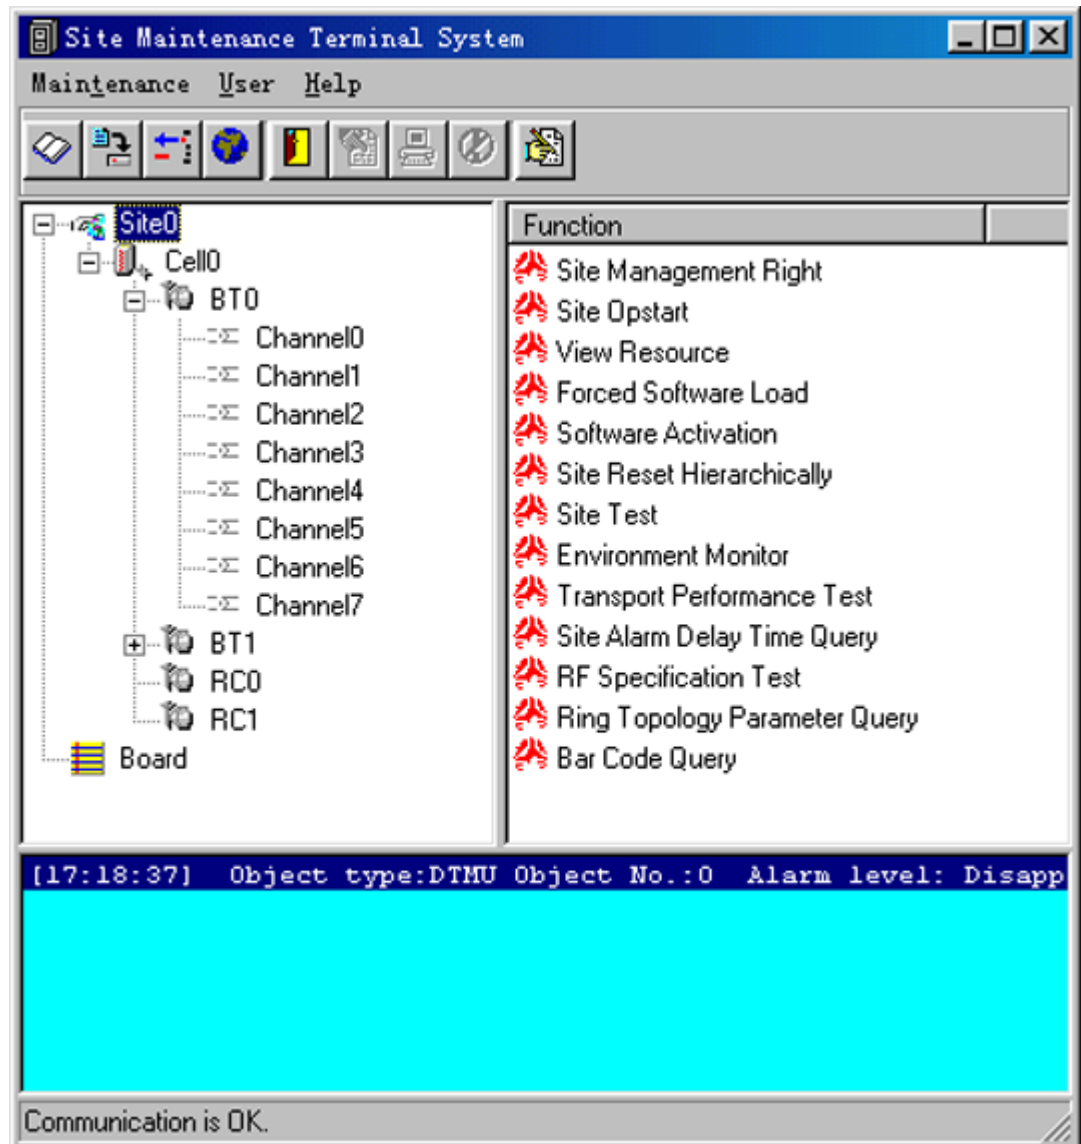 Site Maintenance Terminal System
Maintenance User Help
Site0
Cell0
BT0
Channel0
Channel1
Channel2
Channel3
Channel4
Channel5
Channel6
Channel7
BT1
RC0
RC1
Board
Function
Site Management Right
Site Opstart
View Resource
Forced Software Load
Software Activation
Site Reset Hierarchically
Site Test
Environment Monitor
Transport Performance Test
Site Alarm Delay Time Query
RF Specification Test
Ring Topology Parameter Query
Bar Code Query
[17:18:37] Object type:DTMU Object No.:0 Alarm level: Disapp
Communication is OK.